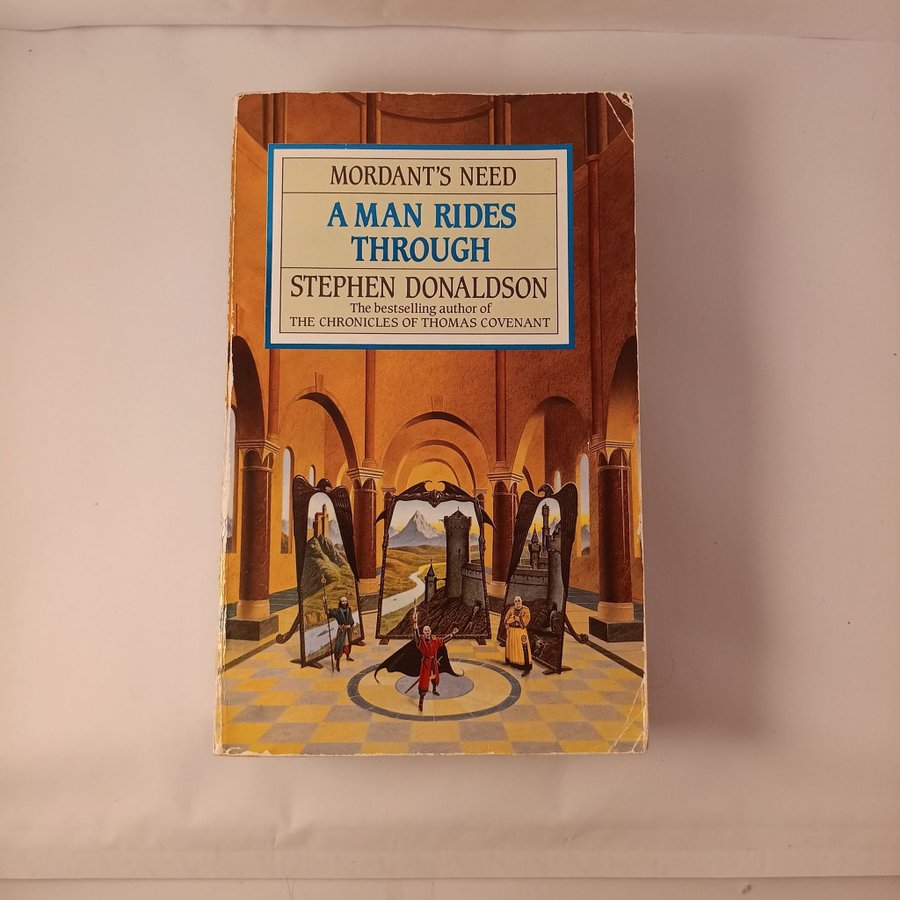 MORDANT'S NEED
A MAN RIDES
THROUGH
STEPHEN DONALDSON
The bestselling author of
THE CHRONICLES OF THOMAS COVENANT